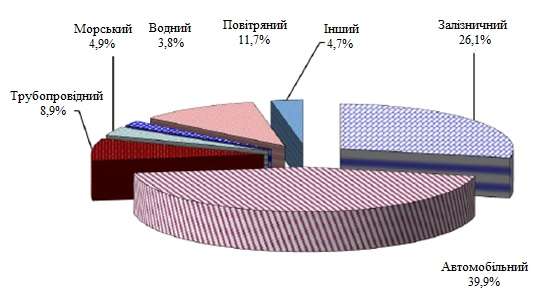 Морський
4,9%
Водний
3,8%
Повітряний
11,7%
Інший
4,7%
Залізничний
26,1%
Трубопровідний
8,9%
Автомобільний
39,9%